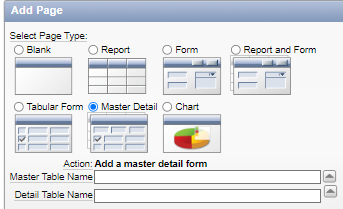 Add Page
Select Page Type:
Blank Report Form Report and Form
Tabular Form Master Detail Chart
Action: Add a master detail form
Master Table Name
Detail Table Name